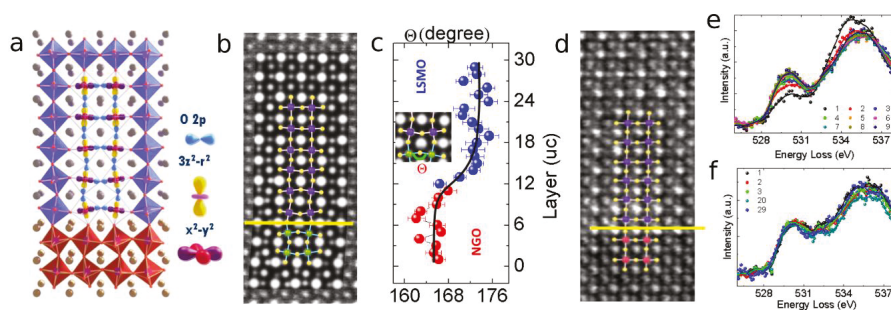 a
O 2p
3z²-r²
x²-y²
b
c
Θ(degree)
LSMO
Θ
NGO
30
24
18
12
6
0
Layer (uc)
160
168
176
d
e
Intensity (a.u.)
1 2 3
4 5 6
7 8 9
528 531 534 537
Energy Loss (eV)
f
Intensity (a.u.)
1
2
3
20
29
528 531 534 537
Energy Loss (eV)